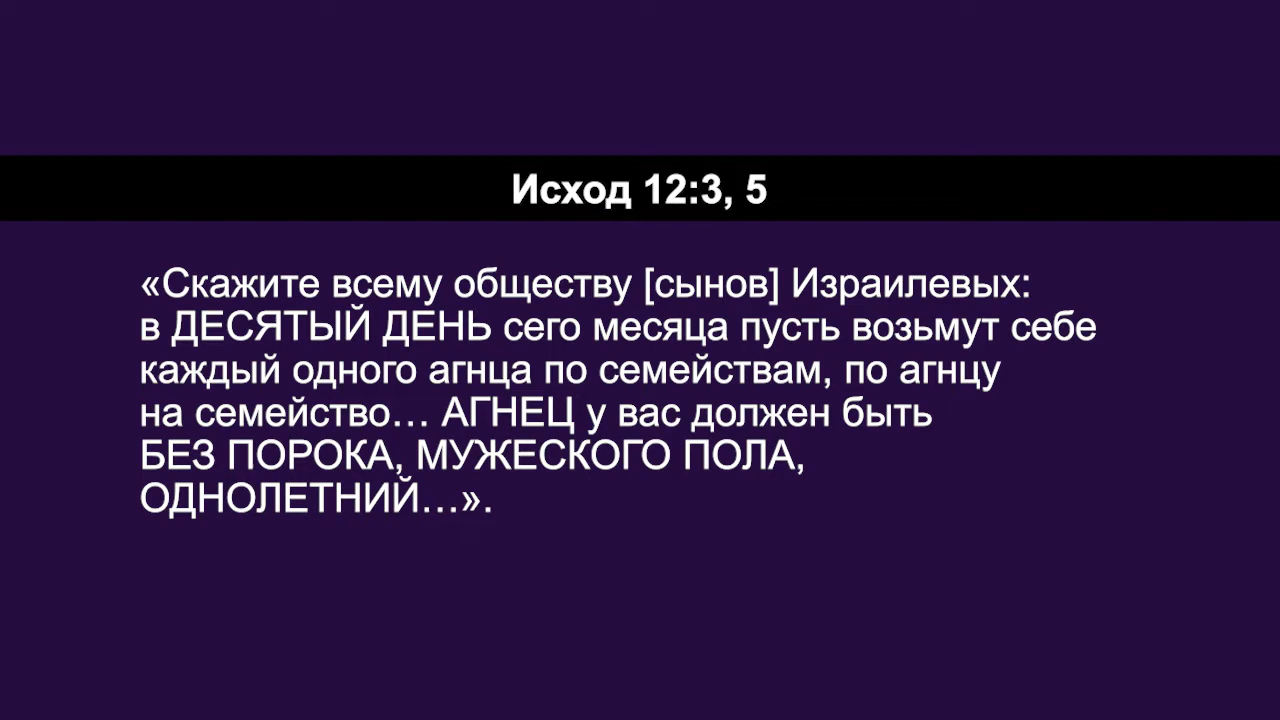 Исход 12:3, 5
«Скажите всему обществу [сынов] Израилевых:
в ДЕСЯТЫЙ ДЕНЬ сего месяца пусть возьмут себе
каждый одного агнца по семействам, по агнцу
на семейство… АГНЕЦ у вас должен быть
БЕЗ ПОРОКА, МУЖЕСКОГО ПОЛА,
ОДНОЛЕТНИЙ…».